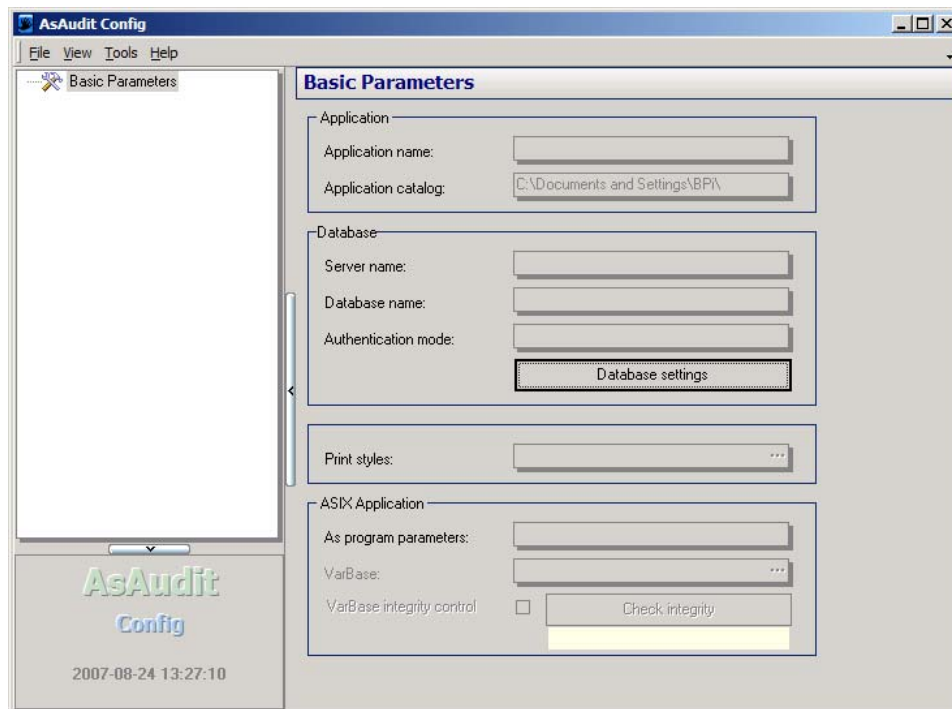 AsAudit Config
File View Tools Help
Basic Parameters
Basic Parameters
Application
Application name:
Application catalog: C:\Documents and Settings\BPi\
Database
Server name:
Database name:
Authentication mode:
Database settings
Print styles: ...
ASIX Application
As program parameters:
VarBase: ...
VarBase integrity control Check integrity
AsAudit
Config
2007-08-24 13:27:10